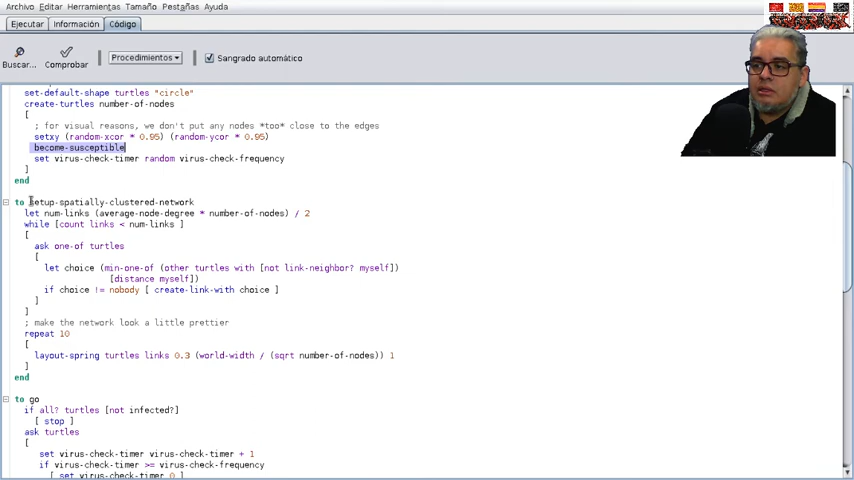 Archivo Editar Herramientas Tamaño Pestañas Ayuda
Ejecutar Información Código
Buscar... Comprobar Procedimientos Sangrado automático
set-default-shape turtles "circle"
create-turtles number-of-nodes
[
; for visual reasons, we don't put any nodes *too* close to the edges
setxy (random-xcor * 0.95) (random-ycor * 0.95)
become-susceptible
set virus-check-timer random virus-check-frequency
]
end
to setup-spatially-clustered-network
let num-links (average-node-degree * number-of-nodes) / 2
while [count links < num-links ]
[
ask one-of turtles
[
let choice (min-one-of (other turtles with [not link-neighbor? myself])
[distance myself])
if choice != nobody [ create-link-with choice ]
]
]
; make the network look a little prettier
repeat 10
[
layout-spring turtles links 0.3 (world-width / (sqrt number-of-nodes)) 1
]
end
to go
if all? turtles [not infected?]
[ stop ]
ask turtles
[
set virus-check-timer virus-check-timer + 1
if virus-check-timer >= virus-check-frequency
[ set virus-check-timer 0 ]